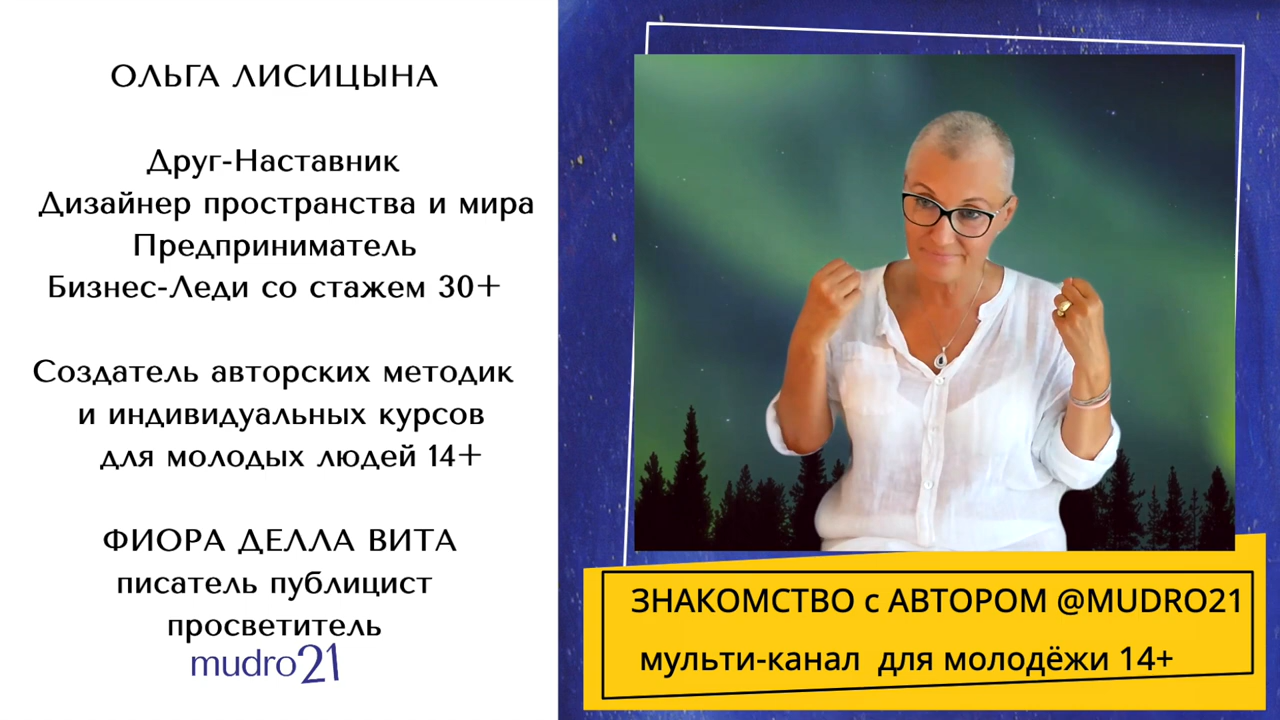 ОЛЬГА ЛИСИЦЫНА
Друг-Наставник
Дизайнер пространства и мира
Предприниматель
Бизнес-Леди со стажем 30+
Создатель авторских методик
и индивидуальных курсов
для молодых людей 14+
ФИОРА ДЕЛЛА ВИТА
писатель публицист
просветитель
mudro21
ЗНАКОМСТВО с АВТОРОМ @MUDRO21
мульти-канал для молодёжи 14+